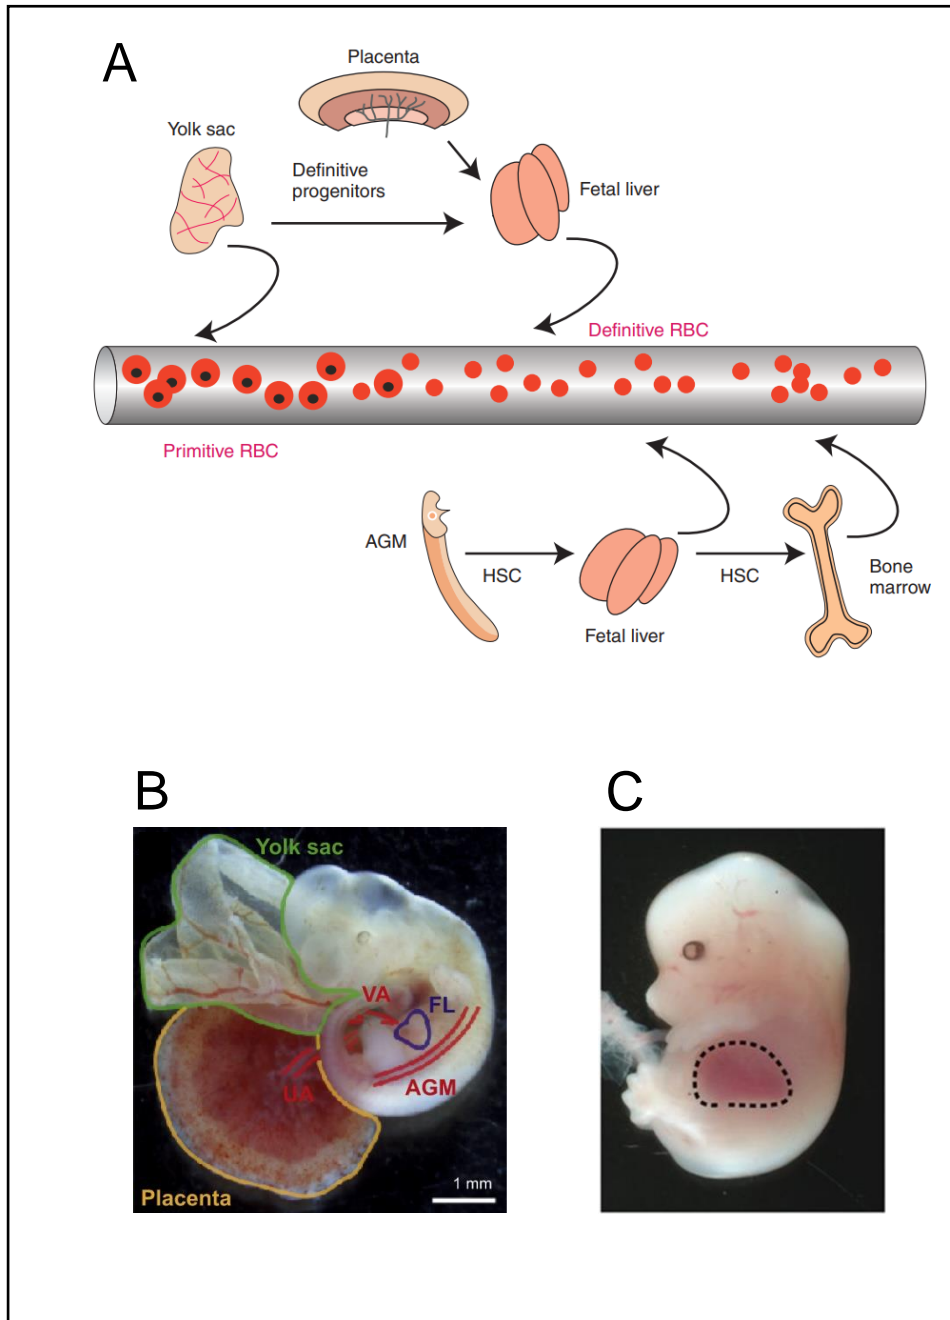 A
Placenta
Yolk sac
Definitive
progenitors
Fetal liver
Definitive RBC
Primitive RBC
AGM
HSC
HSC
Fetal liver
Bone
marrow
B
Yolk sac
VA
FL
UA
AGM
1 mm
Placenta
C